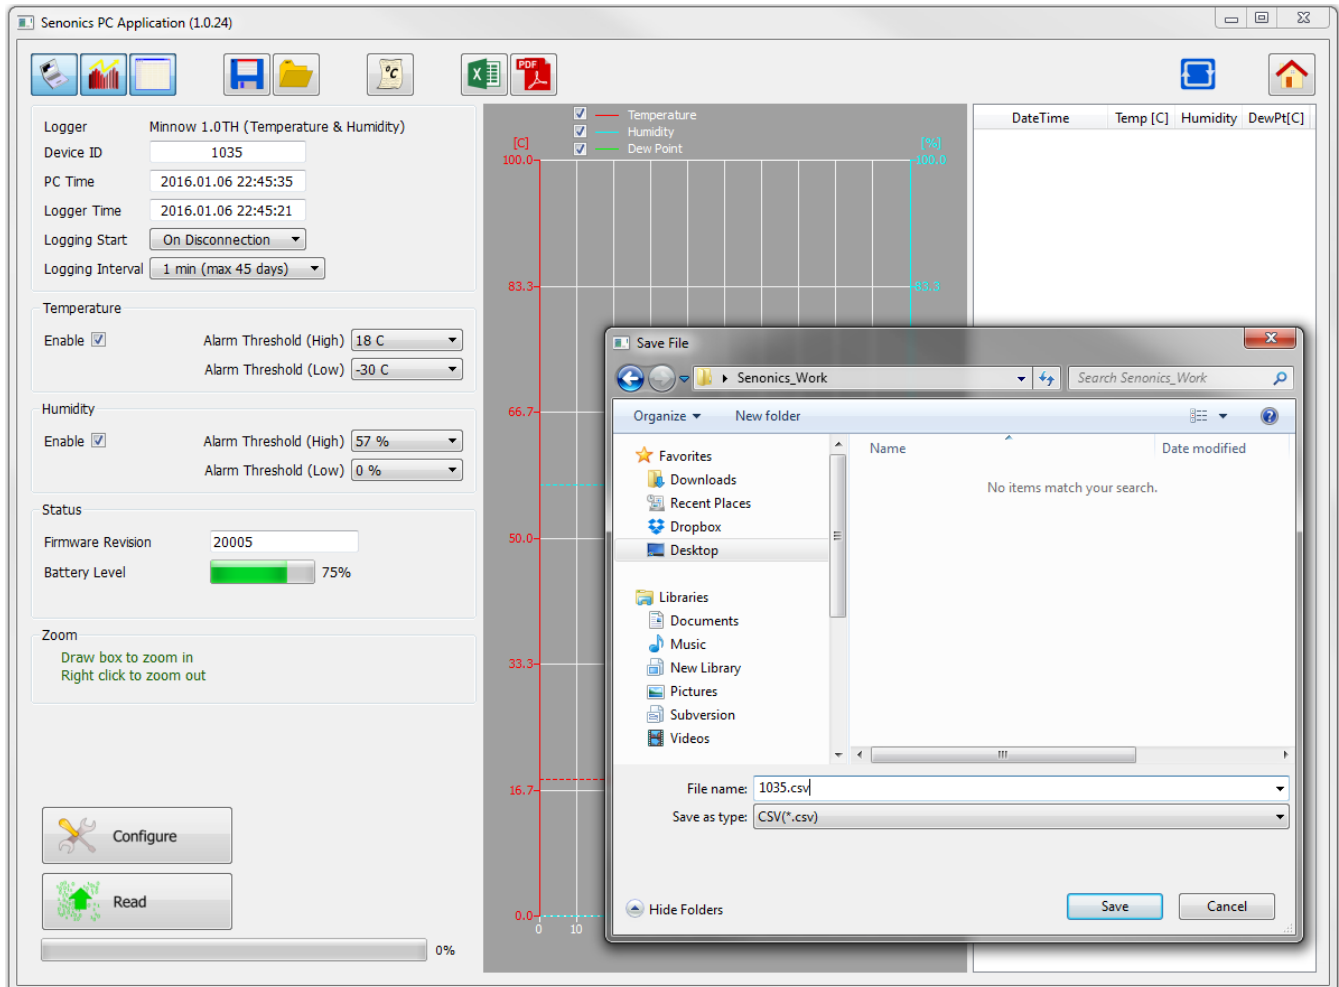 Senonics PC Application (1.0.24)
°C
X
PDF
Logger Minnow 1.0TH (Temperature & Humidity)
Device ID 1035
PC Time 2016.01.06 22:45:35
Logger Time 2016.01.06 22:45:21
Logging Start On Disconnection
Logging Interval 1 min (max 45 days)
Temperature
Enable Alarm Threshold (High) 18 C
Alarm Threshold (Low) -30 C
Humidity
Enable Alarm Threshold (High) 57 %
Alarm Threshold (Low) 0 %
Status
Firmware Revision 20005
Battery Level 75%
Zoom
Draw box to zoom in
Right click to zoom out
Configure
Read
0%
Temperature
Humidity
Dew Point
[C] [%]
100.0 100.0
83.3 83.3
66.7
50.0
33.3
16.7
0.0
0 10
DateTime Temp [C] Humidity DewPt[C]
Save File
Senonics_Work Search Senonics_Work
Organize New folder
Favorites
Downloads
Recent Places
Dropbox
Desktop
Libraries
Documents
Music
New Library
Pictures
Subversion
Videos
Name Date modified
No items match your search.
File name: 1035.csv
Save as type: CSV(*.csv)
Hide Folders Save Cancel